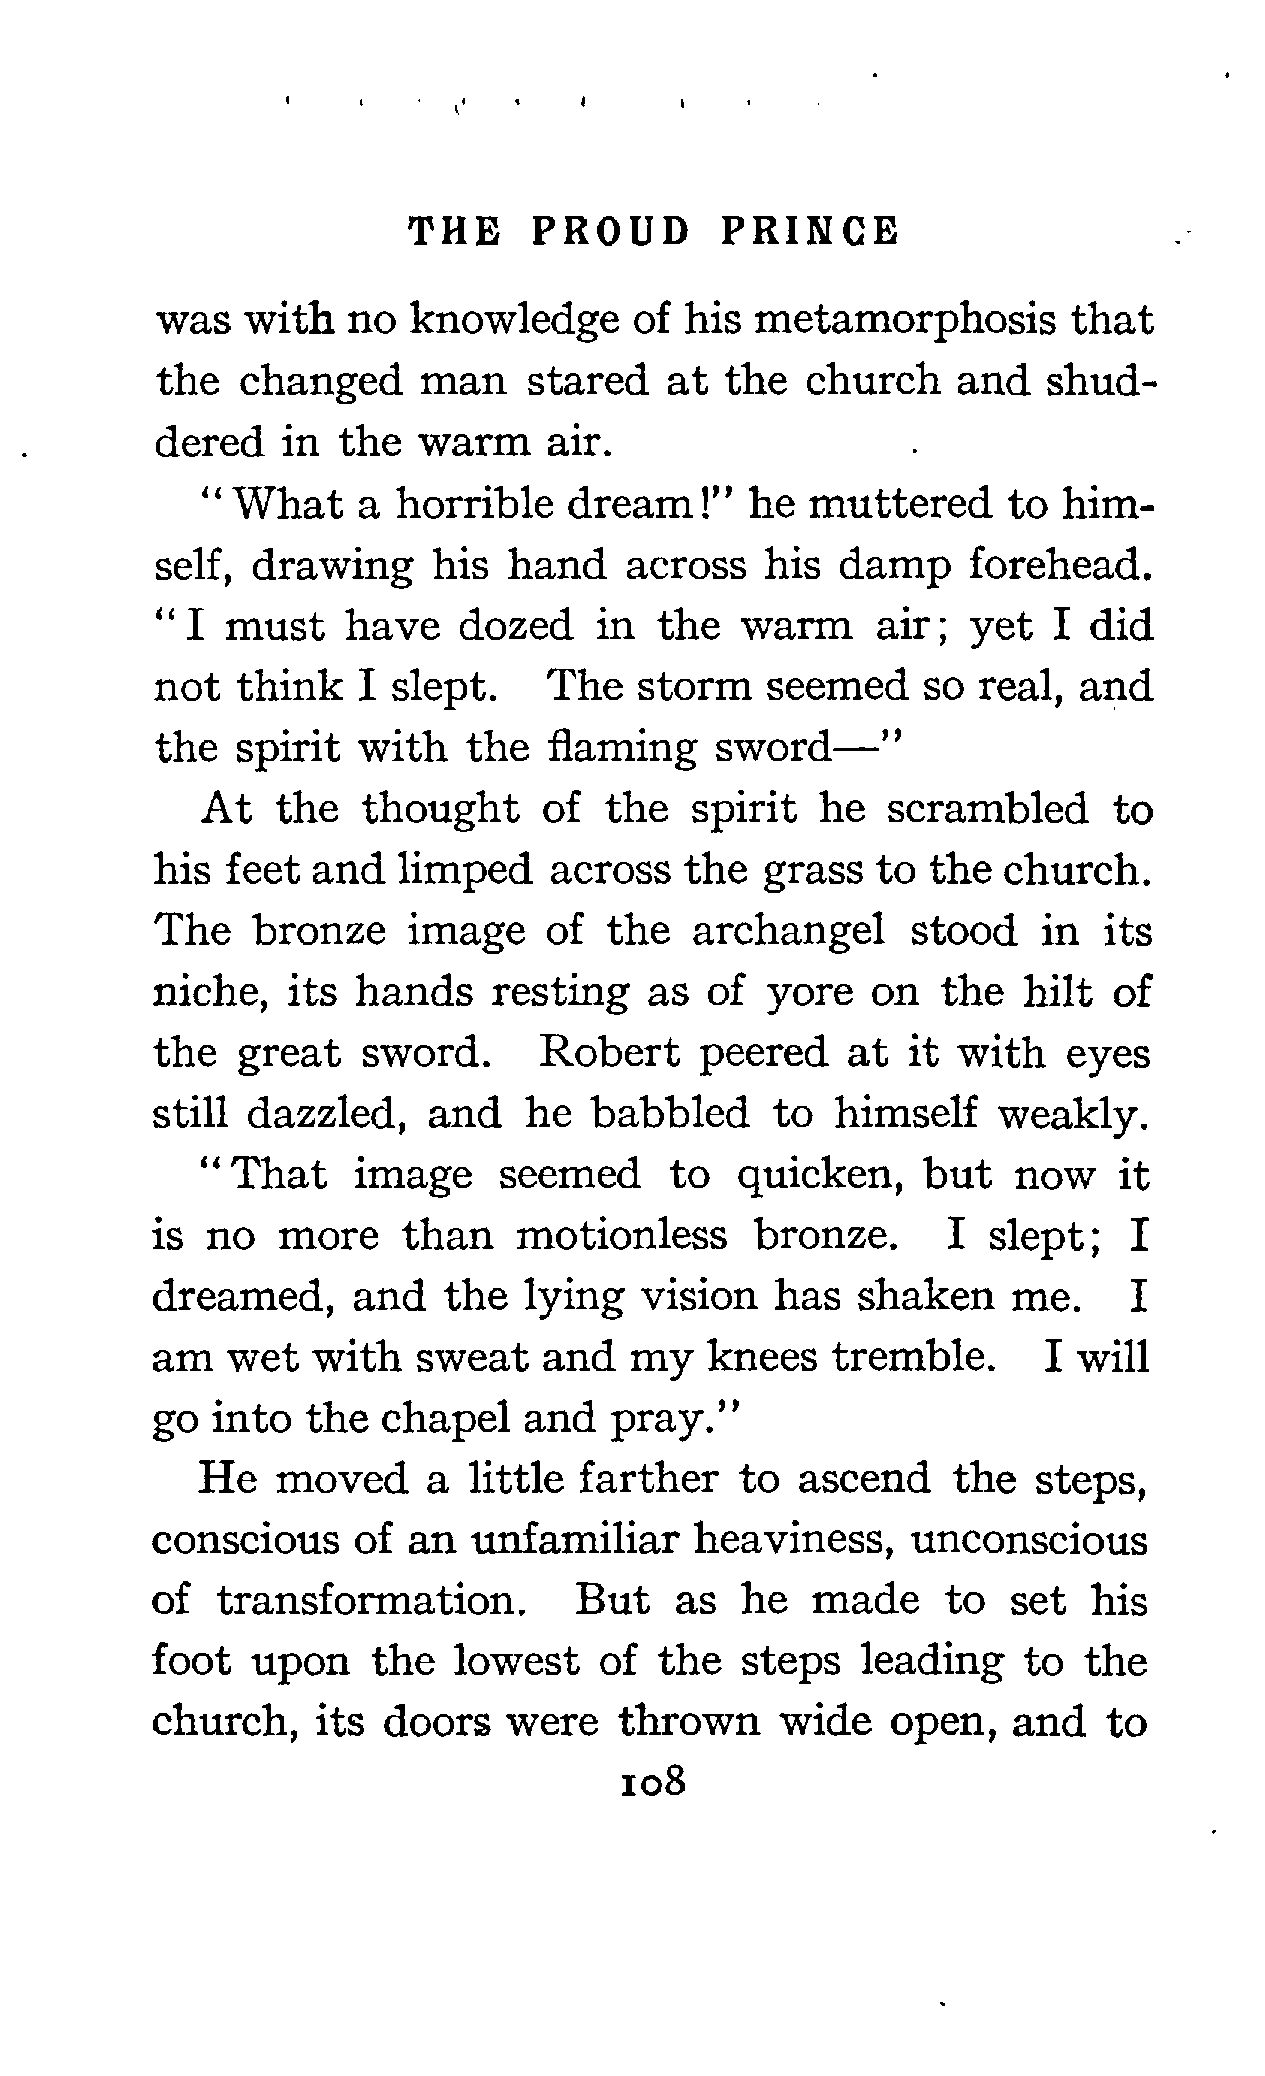 THE PROUD PRINCE
was with no knowledge of his metamorphosis that
the changed man stared at the church and shud-
dered in the warm air.
"What a horrible dream!" he muttered to him-
self, drawing his hand across his damp forehead.
"I must have dozed in the warm air; yet I did
not think I slept. The storm seemed so real, and
the spirit with the flaming sword—"
At the thought of the spirit he scrambled to
his feet and limped across the grass to the church.
The bronze image of the archangel stood in its
niche, its hands resting as of yore on the hilt of
the great sword. Robert peered at it with eyes
still dazzled, and he babbled to himself weakly.
"That image seemed to quicken, but now it
is no more than motionless bronze. I slept; I
dreamed, and the lying vision has shaken me. I
am wet with sweat and my knees tremble. I will
go into the chapel and pray."
He moved a little farther to ascend the steps,
conscious of an unfamiliar heaviness, unconscious
of transformation. But as he made to set his
foot upon the lowest of the steps leading to the
church, its doors were thrown wide open, and to
108